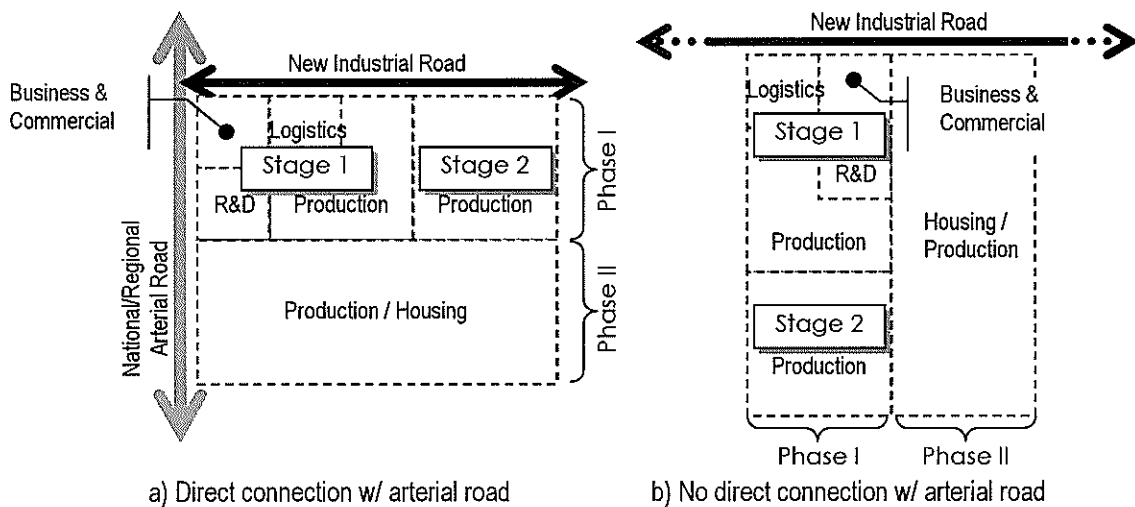 New Industrial Road
Business &
Commercial
Logistics
Stage 1
Stage 2
R&D
Production
Production
Phase I
National/Regional
Arterial Road
Production / Housing
Phase II
a) Direct connection w/ arterial road
New Industrial Road
Logistics
Business &
Commercial
Stage 1
R&D
Production
Housing /
Production
Stage 2
Production
Phase I
Phase II
b) No direct connection w/ arterial road